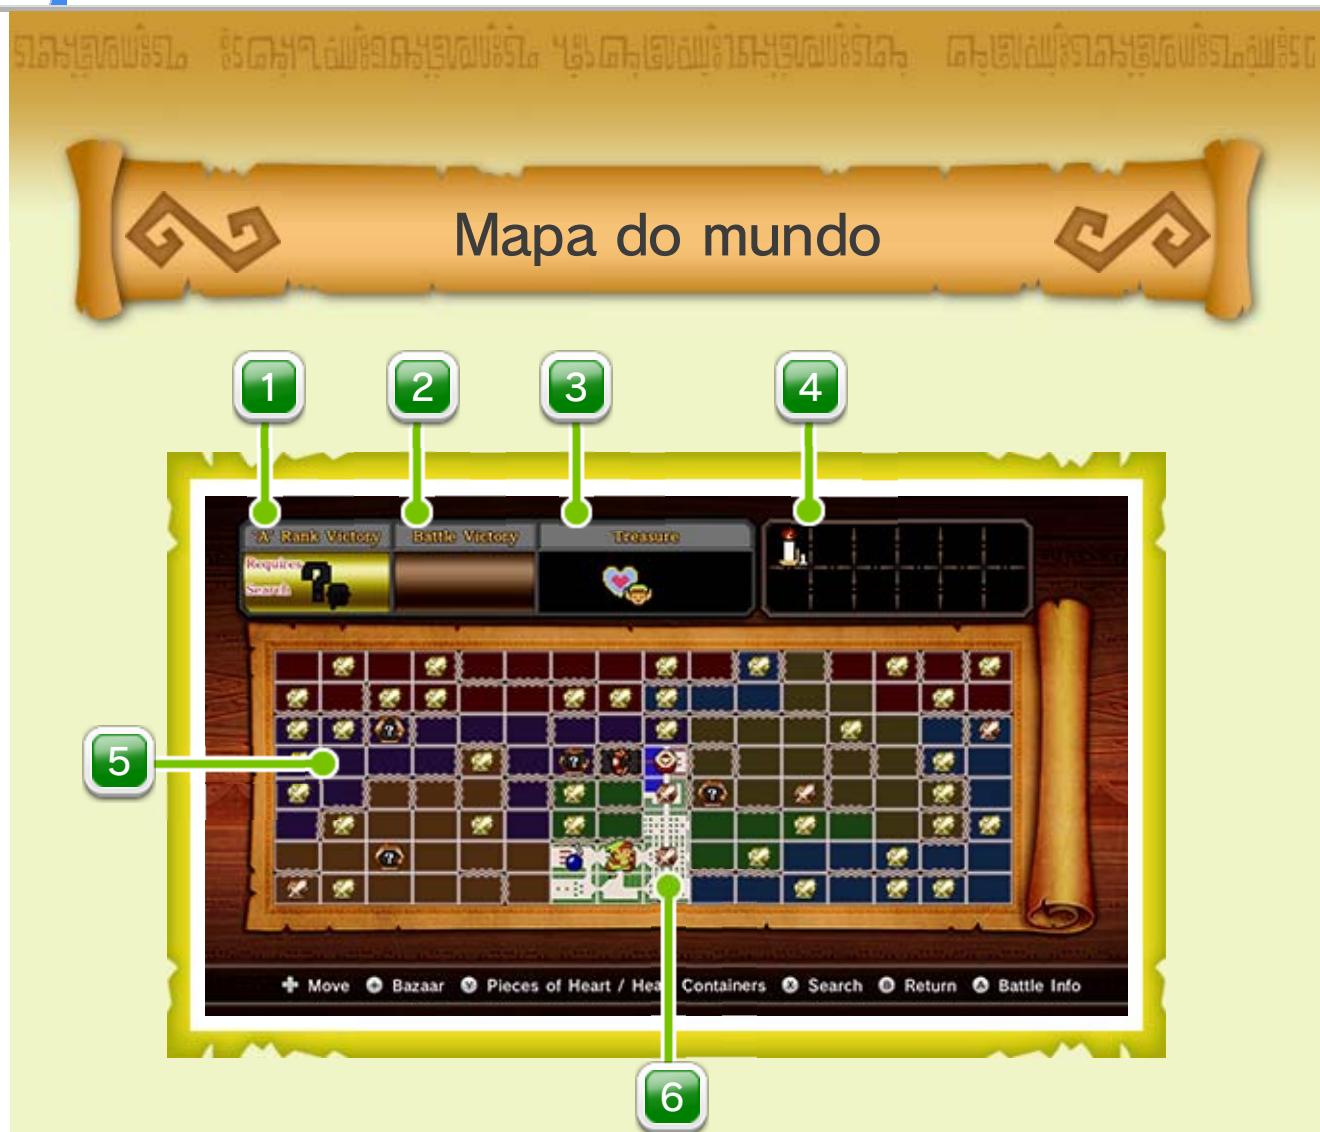 Mapa do mundo
1
2
3
4
"A" Rank Victory
Battle Victory
Treasure
Requires
Search
1
5
Move
Bazaar
Pieces of Heart / Containers
Search
Return
Battle Info
6